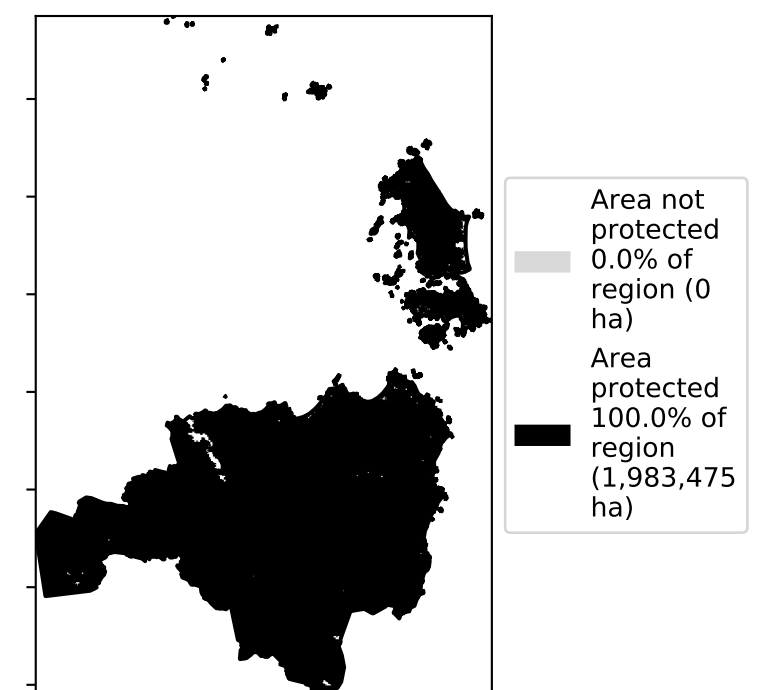 Area not
protected
0.0% of
region (0
ha)
Area
protected
100.0% of
region
(1,983,475
ha)